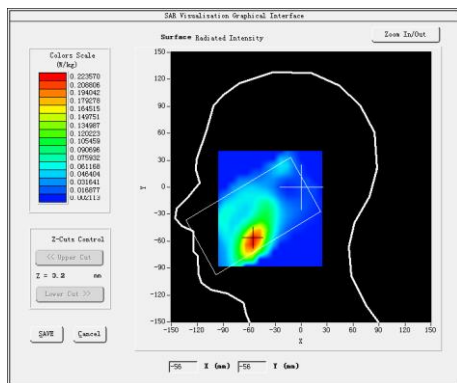 SAR Visualisation Graphical Interface
Surface Radiated Intensity
Zoom In/Out
Colors Scale
(W/kg)
0.223570
0.208806
0.194042
0.179278
0.164515
0.149751
0.134987
0.120223
0.105459
0.090696
0.075932
0.061168
0.046404
0.031641
0.016877
0.002113
Z-Cuts Control
<< Upper Cut
Z = 3.2 mm
Lower Cut >>
SAVE Cancel
150
120
90
60
30
0
-30
-60
-90
-120
-150
Y
-150 -120 -90 -60 -30 0 30 60 90 120 150
X
-56 X (mm) -56 Y (mm)